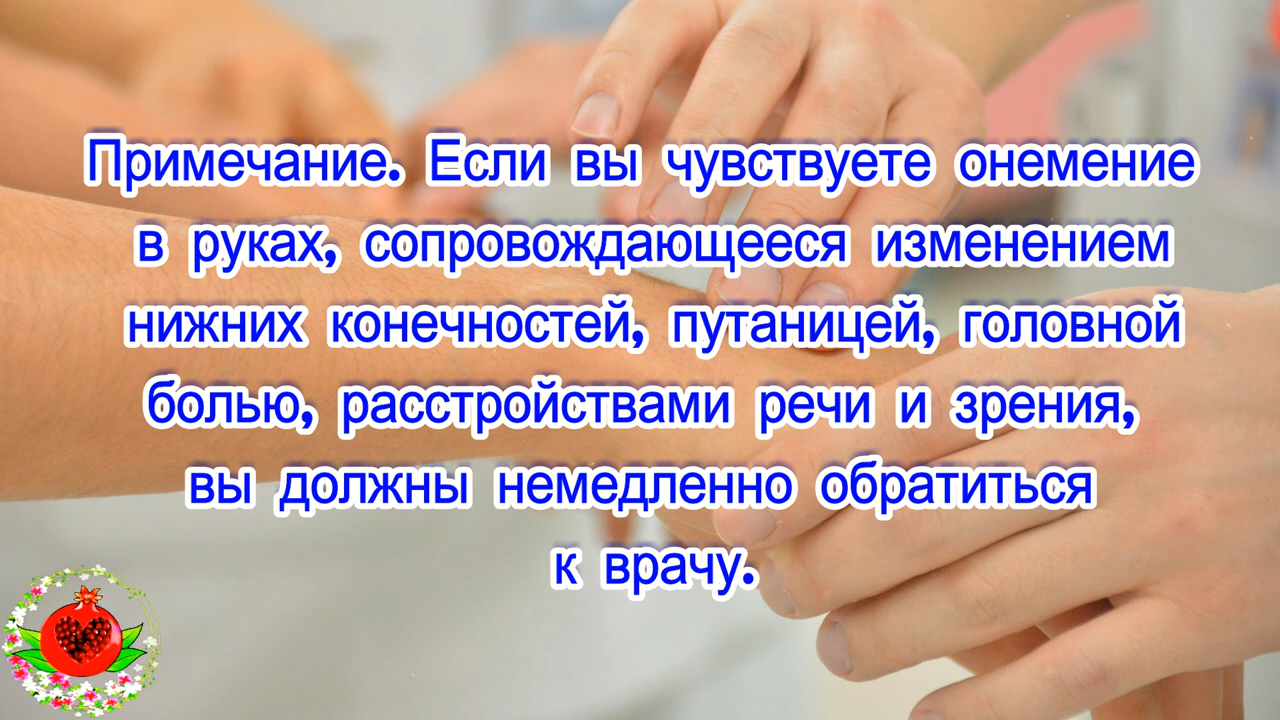 Примечание. Если вы чувствуете онемение
в руках, сопровождающееся изменением
нижних конечностей, путаницей, головной
болью, расстройствами речи и зрения,
вы должны немедленно обратиться
к врачу.